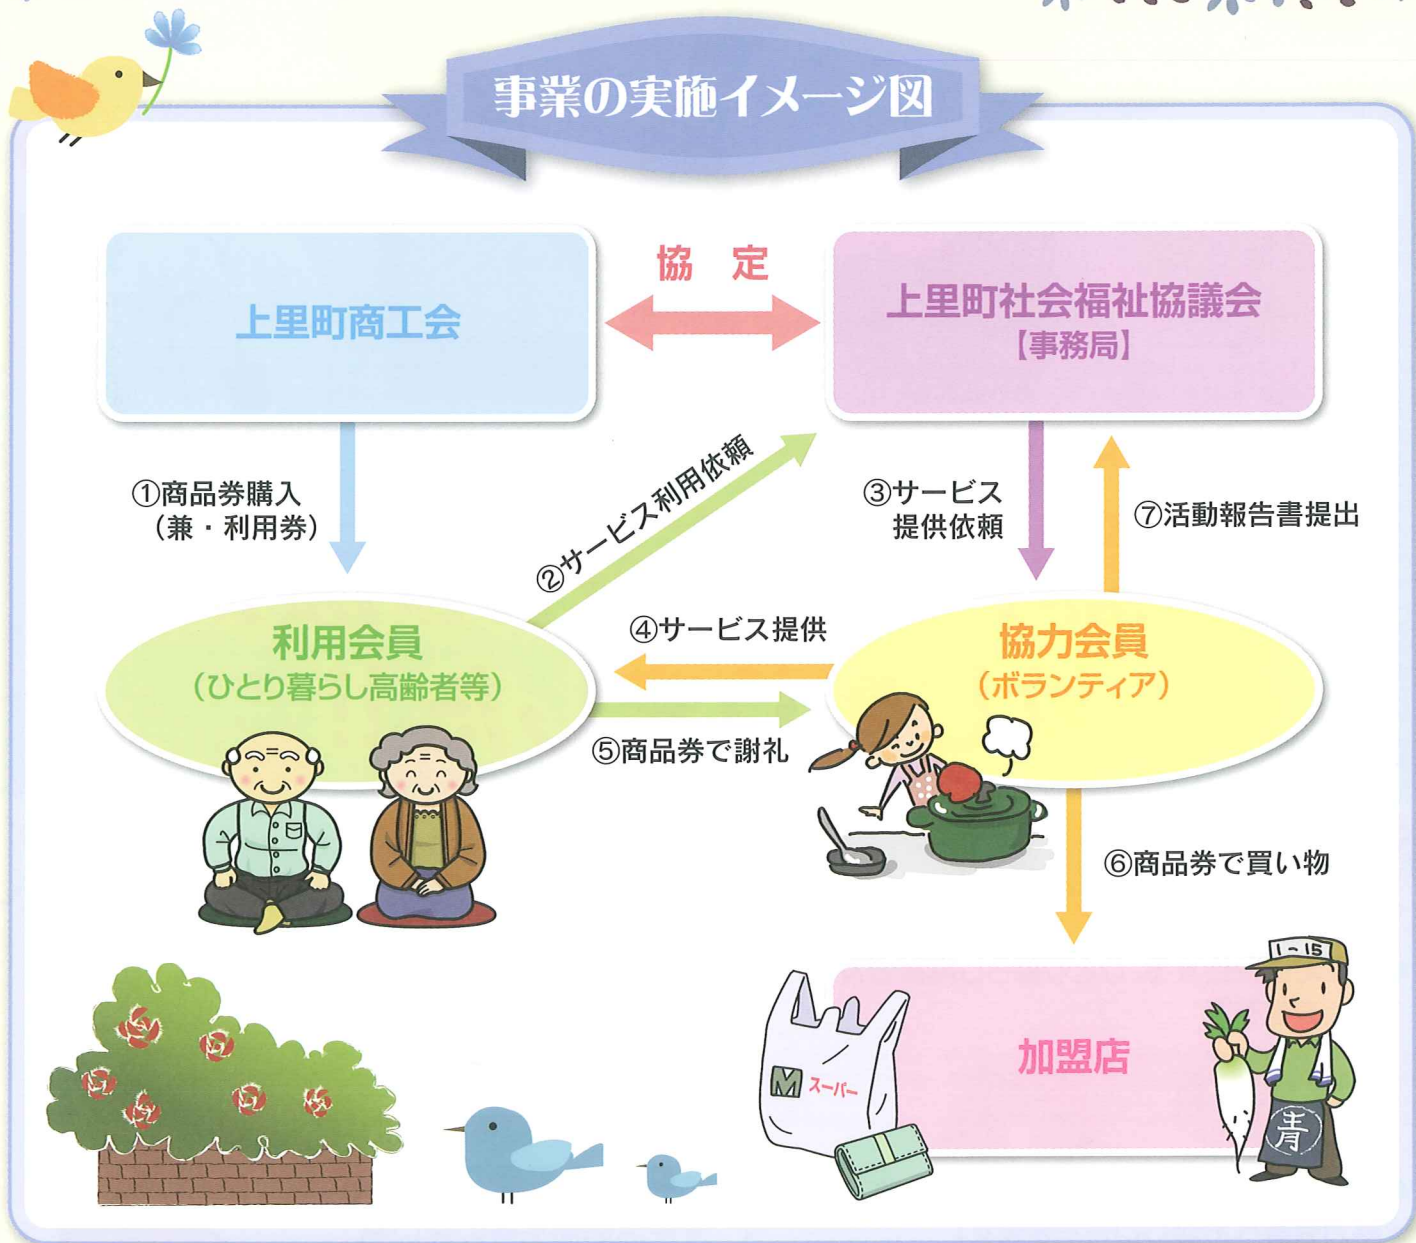 事業の実施イメージ図
上里町商工会
協 定
上里町社会福祉協議会
【事務局】
①商品券購入
（兼・利用券）
②サービス利用依頼
③サービス
提供依頼
⑦活動報告書提出
利用会員
（ひとり暮らし高齢者等）
④サービス提供
⑤商品券で謝礼
協力会員
（ボランティア）
⑥商品券で買い物
加盟店
M スーパー
1-15
青